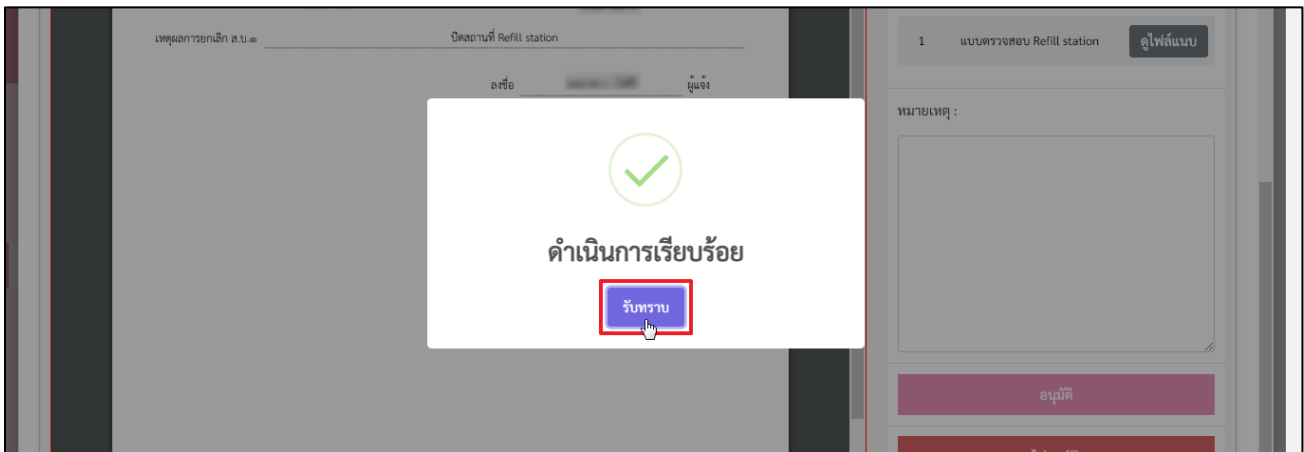 เหตุผลการยกเลิก ส.บ.๑ ปิดสถานที่ Refill station
ลงชื่อ ผู้แจ้ง
1 แบบตรวจสอบ Refill station ดูไฟล์แนบ
หมายเหตุ :
ดำเนินการเรียบร้อย
รับทราบ
อนุมัติ